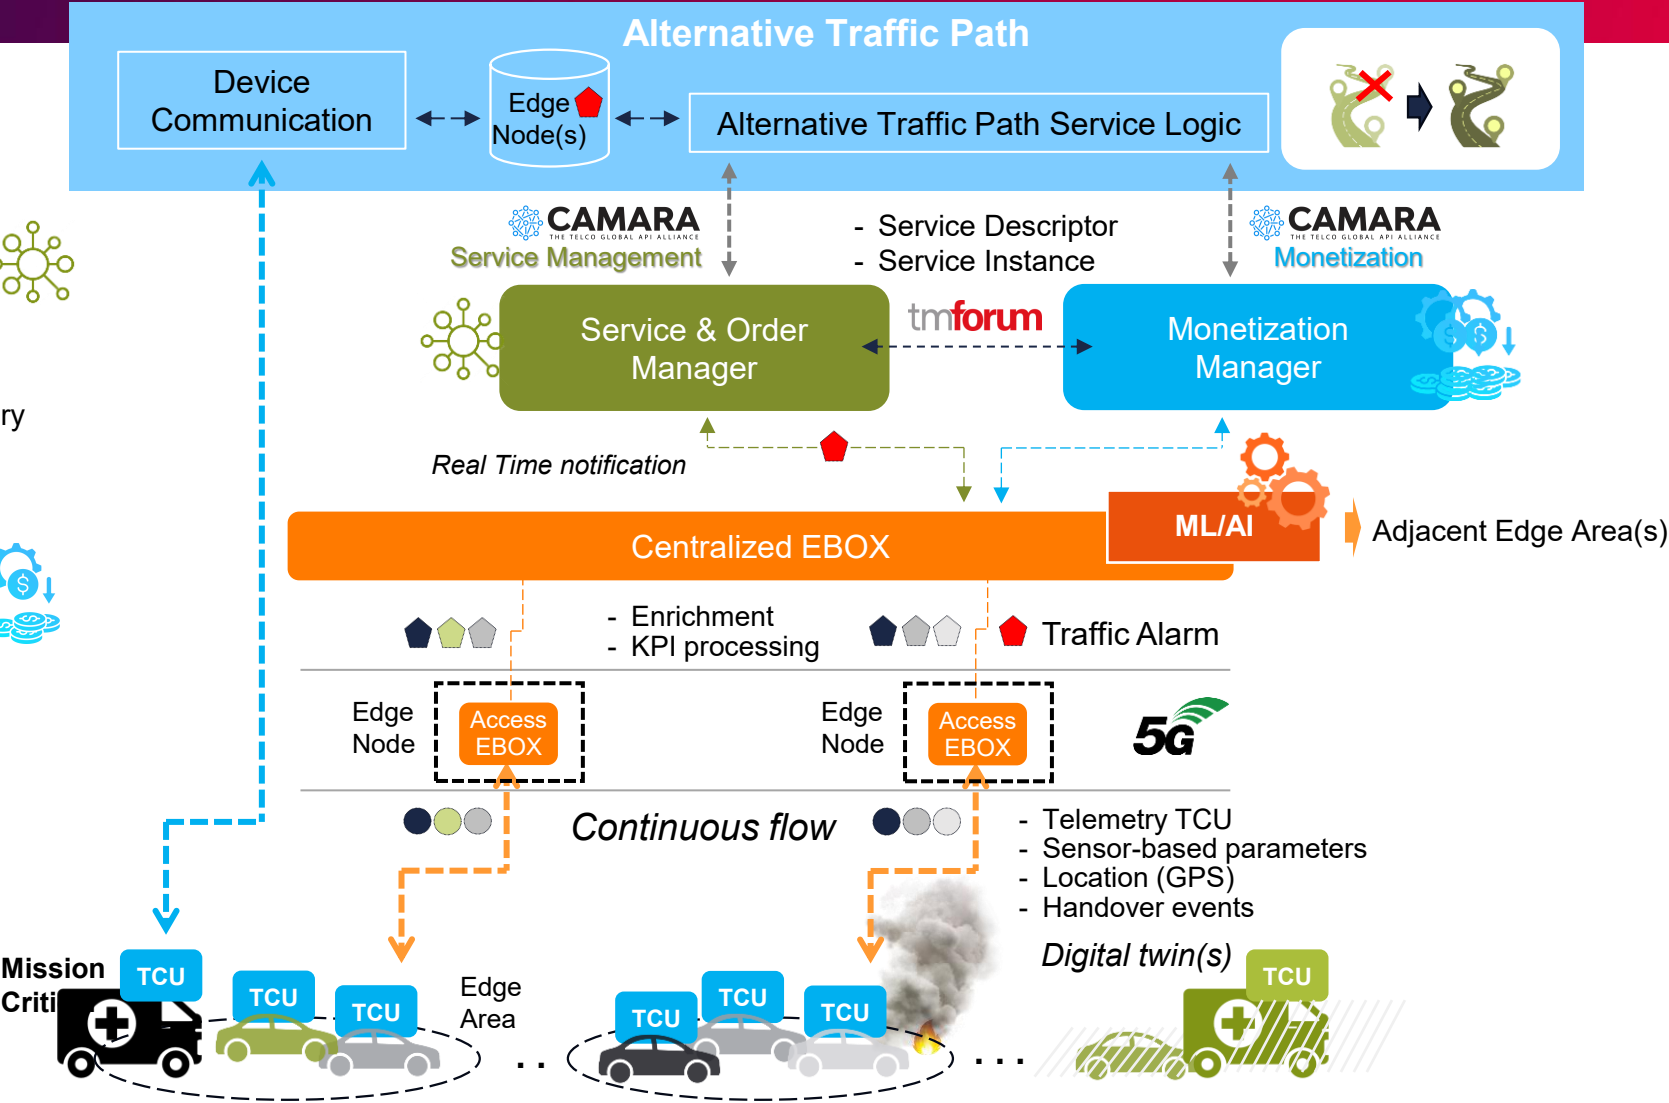 Alternative Traffic Path
Device
Communication
Edge
Node(s)
Alternative Traffic Path Service Logic
CAMARA
THE TELCO GLOBAL API ALLIANCE
Service Management
- Service Descriptor
- Service Instance
CAMARA
THE TELCO GLOBAL API ALLIANCE
Monetization
Service & Order
Manager
tmforum
Monetization
Manager
$ $
ry
Real Time notification
ML/AI
Adjacent Edge Area(s)
Centralized EBOX
$
- Enrichment
- KPI processing
Traffic Alarm
Edge
Node
Access
EBOX
Edge
Node
Access
EBOX
5G
Continuous flow
- Telemetry TCU
- Sensor-based parameters
- Location (GPS)
- Handover events
Digital twin(s)
Mission
Criti
TCU
TCU
TCU
Edge
Area
. .
TCU
TCU
TCU
. . .
TCU